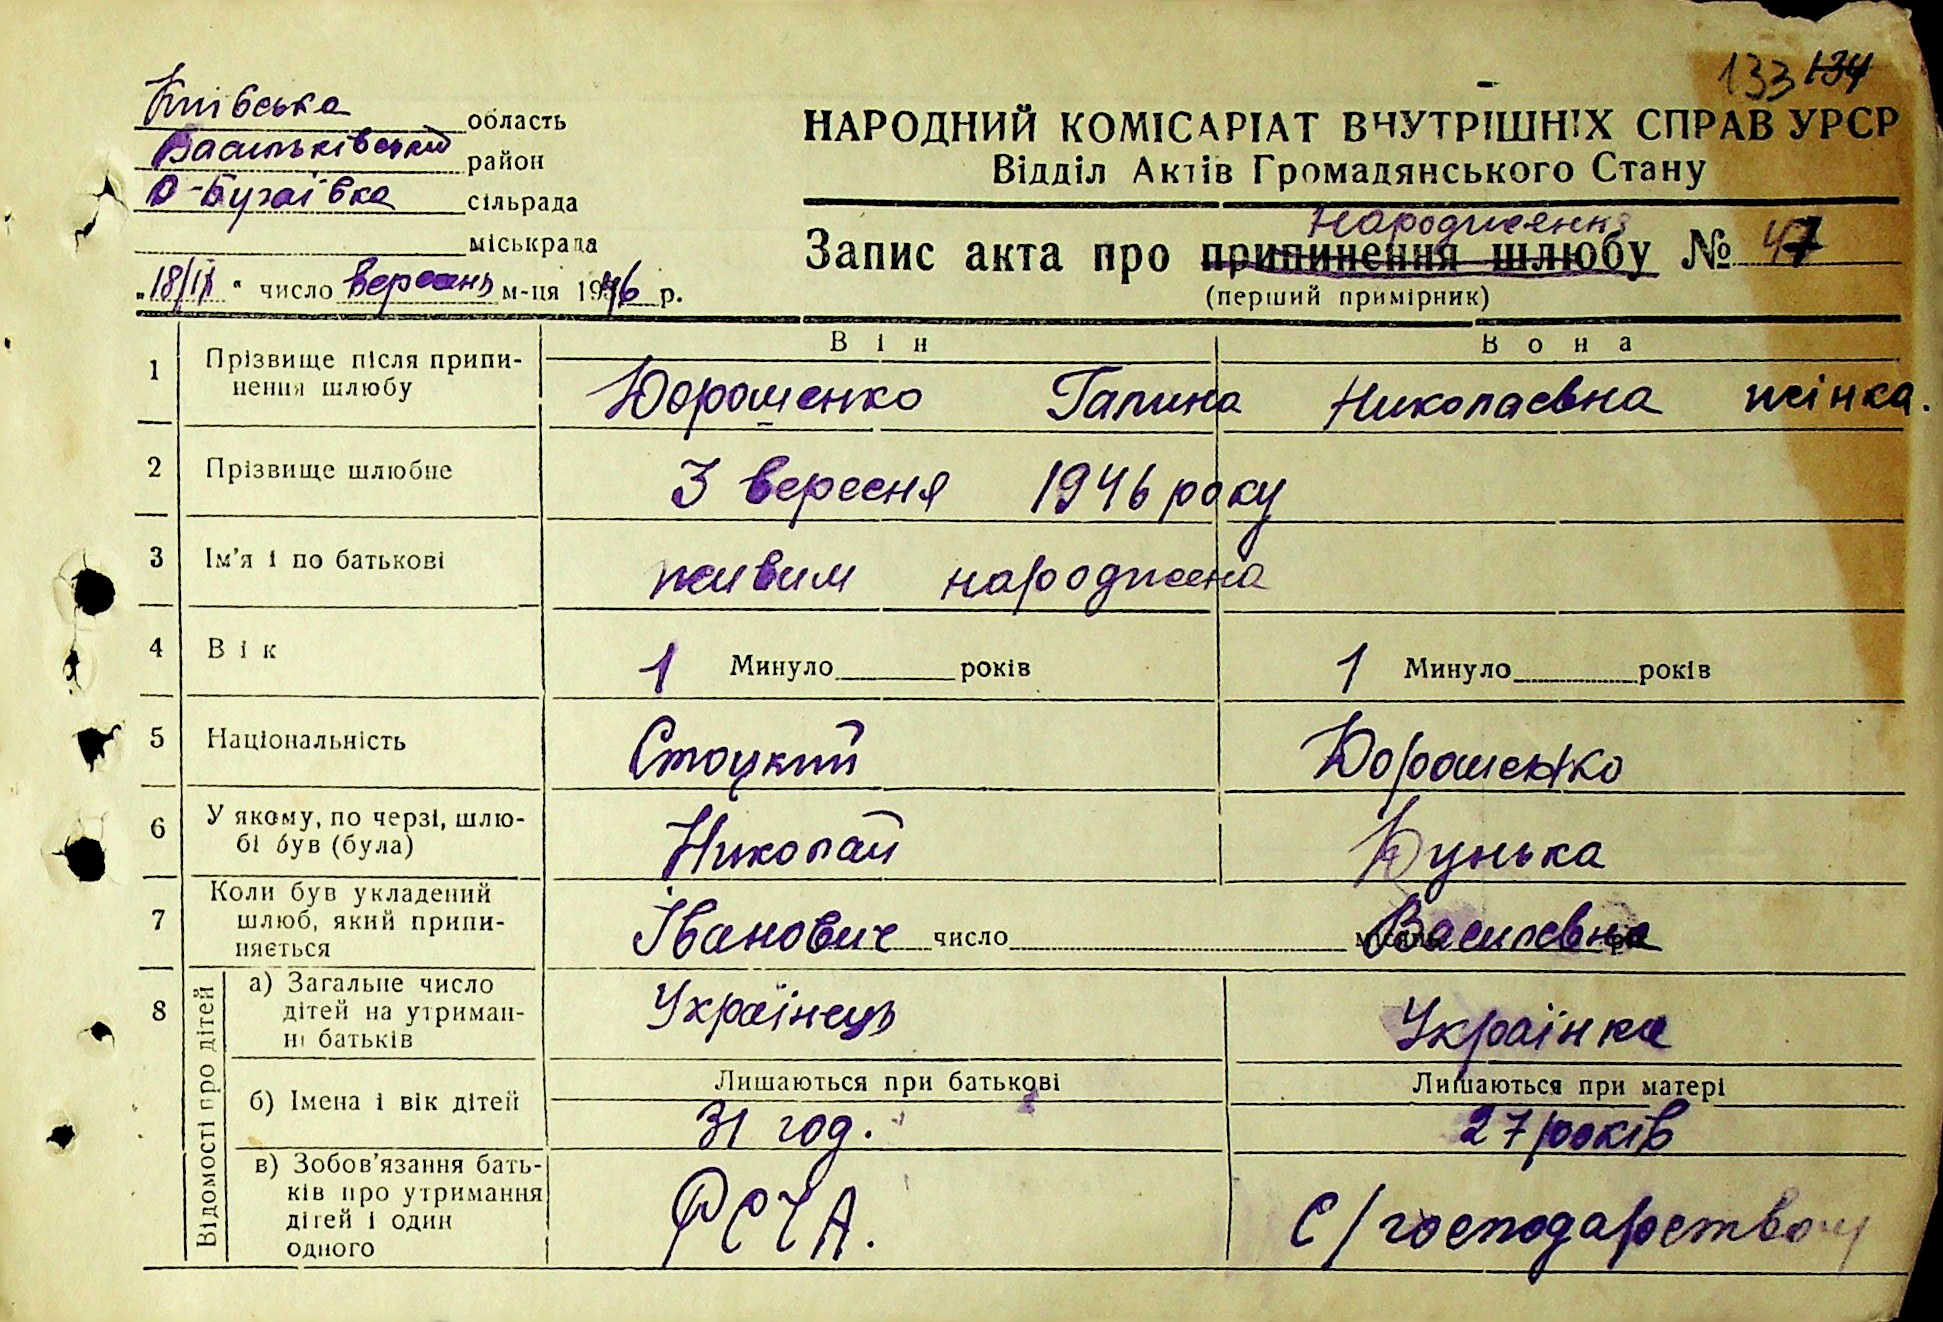 133 134
Київська область
Васильківський район
О-Бугаївка сільрада
міськрада
„18/IX“ число вересень м-ця 1946 р.
НАРОДНИЙ КОМІСАРІАТ ВНУТРІШНІХ СПРАВ УРСР
Відділ Актів Громадянського Стану
народження
Запис акта про припинення шлюбу № 47
(перший примірник)
Він Вона
1 Прізвище після припинення шлюбу Дорошенко Галина Николаевна жінка.
2 Прізвище шлюбне 3 вересня 1946 року
3 Ім'я і по батькові живим народжена
4 Вік 1 Минуло років 1 Минуло років
5 Національність Стоцкий Дорошенко
6 У якому, по черзі, шлюбі був (була) Николай Дунька
7 Коли був укладений шлюб, який припиняється Іванович число Василевна
8 Відомості про дітей
а) Загальне число дітей на утриманні батьків Українець Українка
Лишаються при батькові Лишаються при матері
б) Імена і вік дітей 31 год. 27 років
в) Зобов'язання батьків про утримання дітей і один одного РСЧА. С/господарством